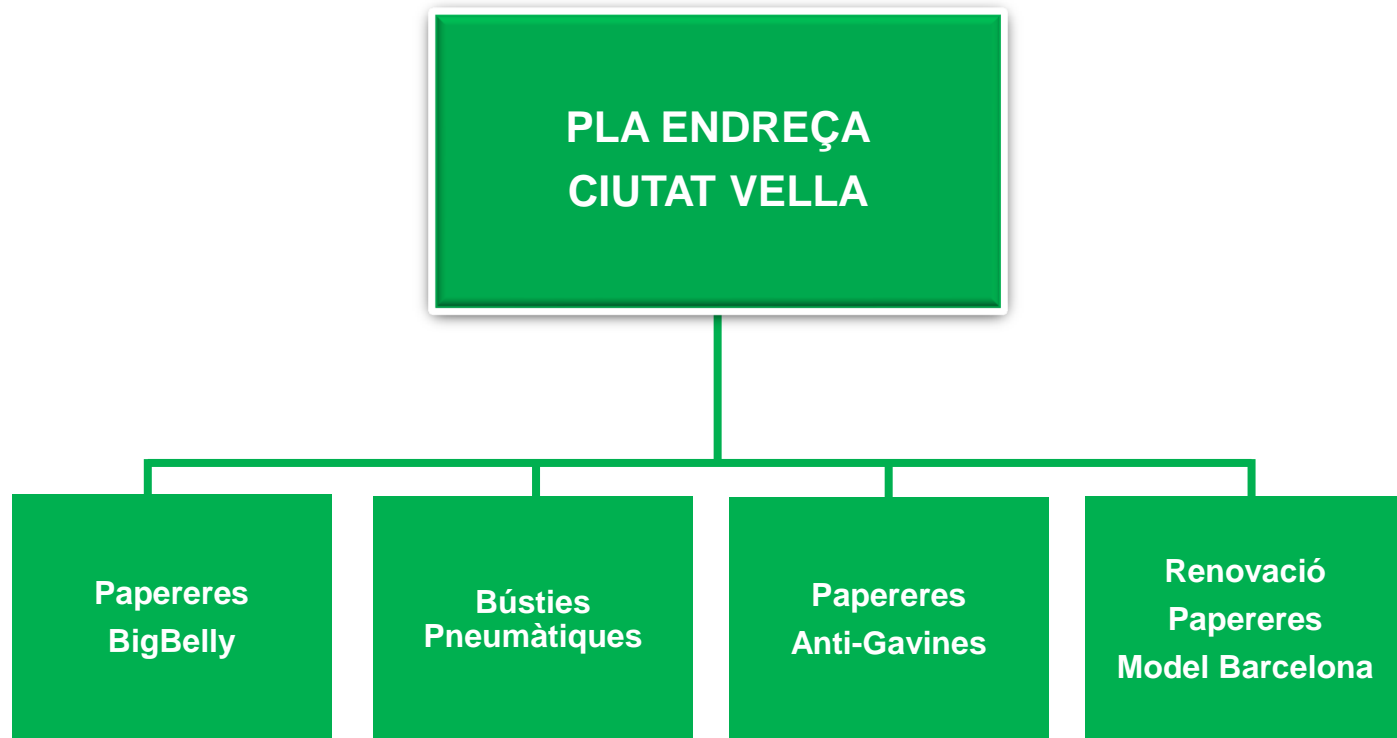 PLA ENDREÇA
CIUTAT VELLA
Papereres
BigBelly
Bústies
Pneumàtiques
Papereres
Anti-Gavines
Renovació
Papereres
Model Barcelona